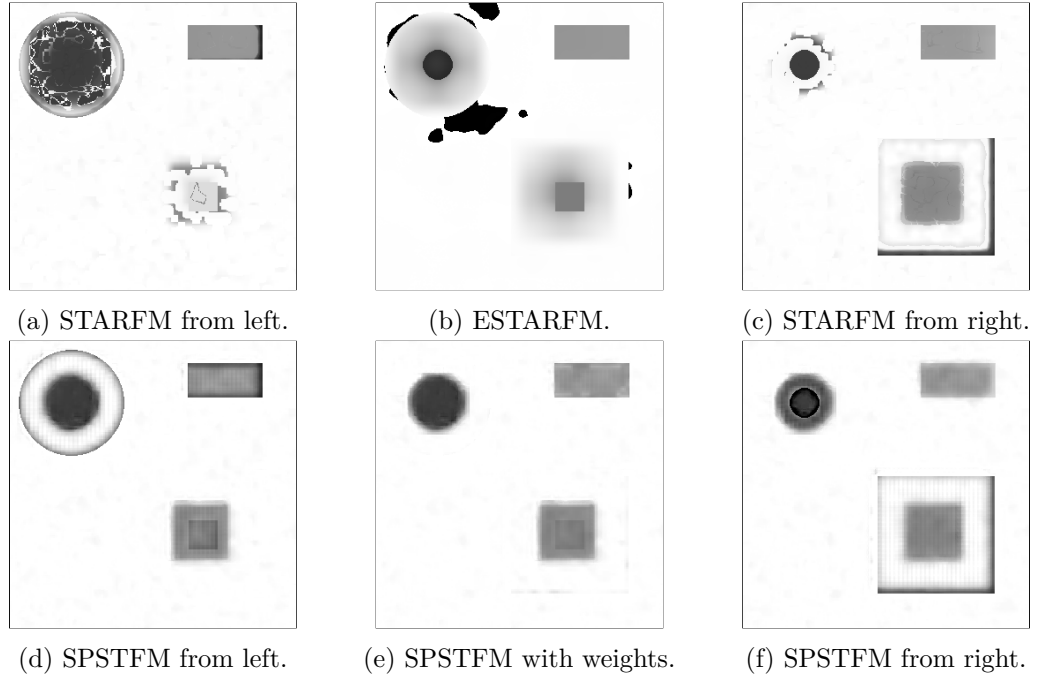 (a) STARFM from left.
(b) ESTARFM.
(c) STARFM from right.
(d) SPSTFM from left.
(e) SPSTFM with weights.
(f) SPSTFM from right.